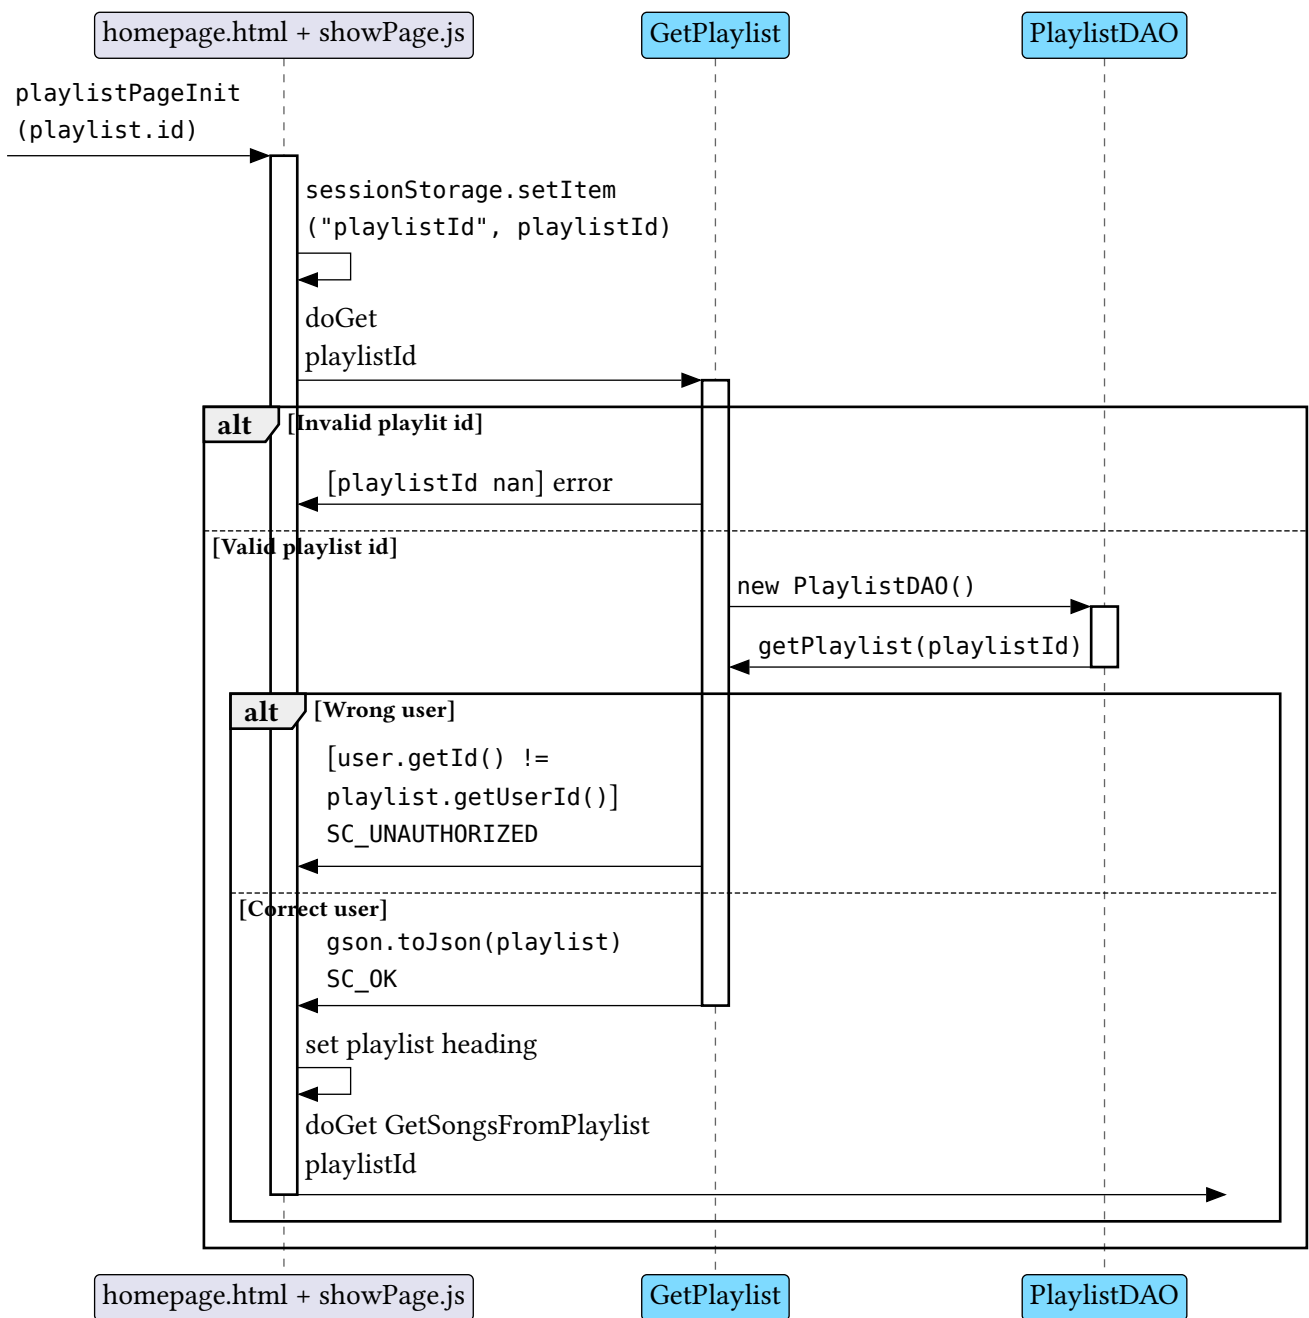 homepage.html + showPage.js
GetPlaylist
PlaylistDAO
playlistPageInit
(playlist.id)
sessionStorage.setItem
("playlistId", playlistId)
doGet
playlistId
alt
[Invalid playlit id]
[playlistId nan] error
[Valid playlist id]
new PlaylistDAO()
getPlaylist(playlistId)
alt
[Wrong user]
[user.getId() !=
playlist.getUserId()]
SC_UNAUTHORIZED
[Correct user]
gson.toJson(playlist)
SC_OK
set playlist heading
doGet GetSongsFromPlaylist
playlistId
homepage.html + showPage.js
GetPlaylist
PlaylistDAO